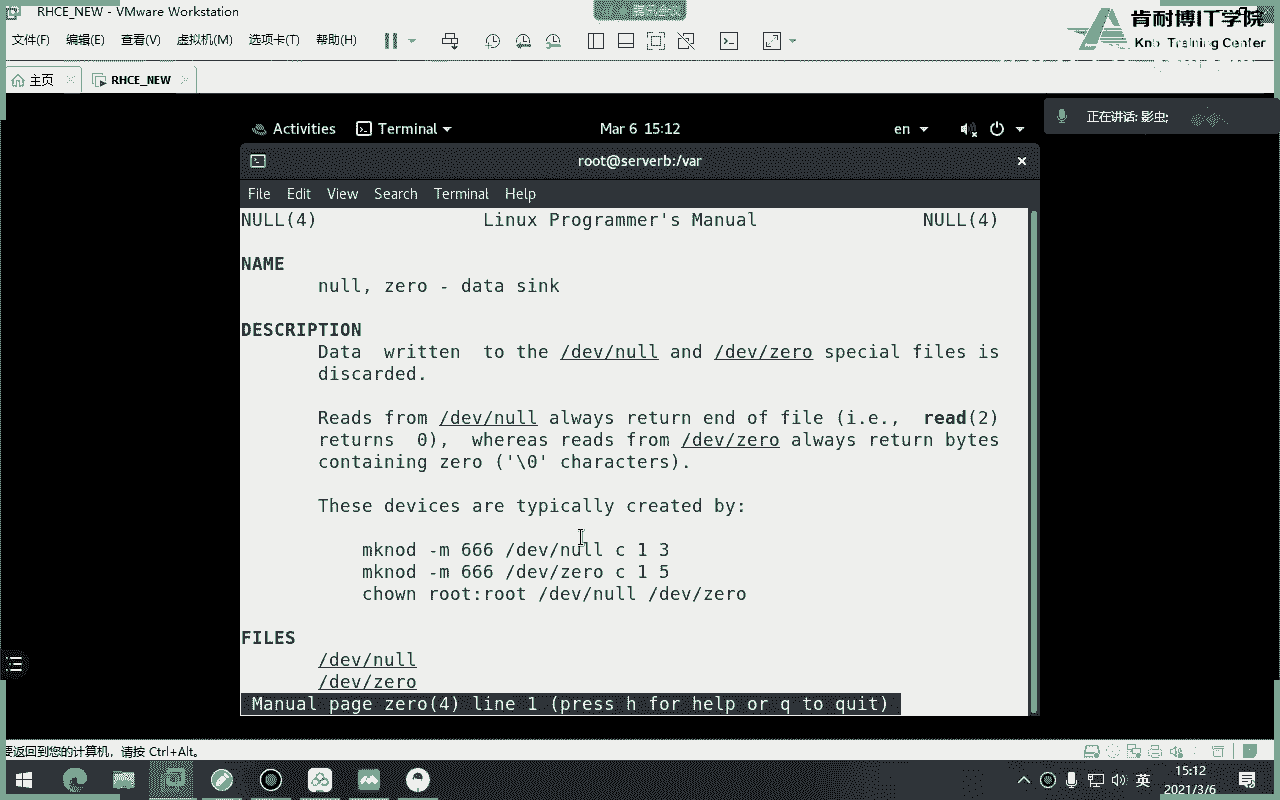 RHCE_NEW - VMware Workstation
文件(F) 编辑(E) 查看(V) 虚拟机(M) 选项卡(T) 帮助(H)
肯耐博IT学院
Knb Training Center
主页 RHCE_NEW
正在讲话: 影虫;
Activities Terminal Mar 6 15:12 en
root@serverb:/var
File Edit View Search Terminal Help
NULL(4) Linux Programmer's Manual NULL(4)
NAME
null, zero - data sink
DESCRIPTION
Data written to the /dev/null and /dev/zero special files is
discarded.
Reads from /dev/null always return end of file (i.e., read(2)
returns 0), whereas reads from /dev/zero always return bytes
containing zero ('\0' characters).
These devices are typically created by:
mknod -m 666 /dev/null c 1 3
mknod -m 666 /dev/zero c 1 5
chown root:root /dev/null /dev/zero
FILES
/dev/null
/dev/zero
Manual page zero(4) line 1 (press h for help or q to quit)
要返回到您的计算机，请按 Ctrl+Alt。
英
15:12
2021/3/6